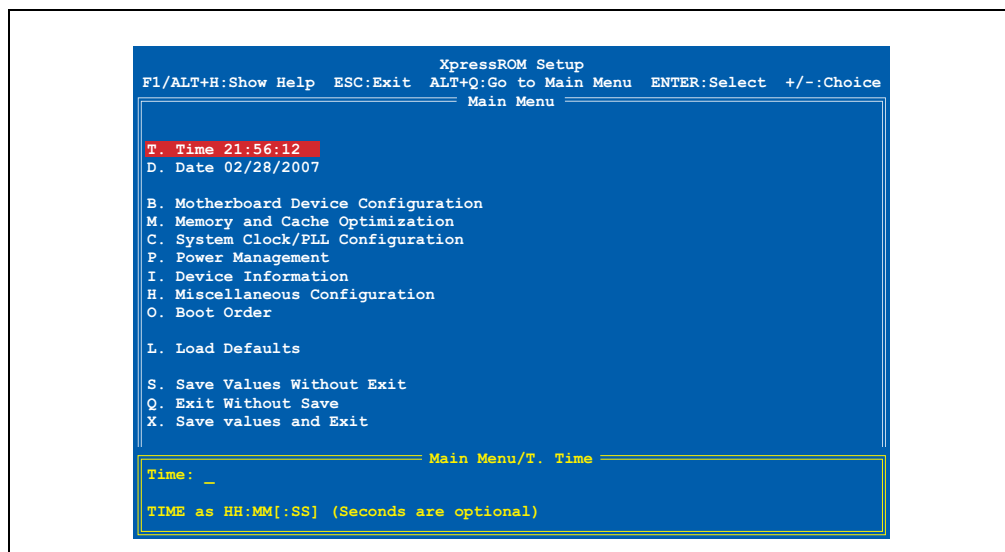 XpressROM Setup
F1/ALT+H:Show Help ESC:Exit ALT+Q:Go to Main Menu ENTER:Select +/-:Choice
Main Menu
T. Time 21:56:12
D. Date 02/28/2007
B. Motherboard Device Configuration
M. Memory and Cache Optimization
C. System Clock/PLL Configuration
P. Power Management
I. Device Information
H. Miscellaneous Configuration
O. Boot Order
L. Load Defaults
S. Save Values Without Exit
Q. Exit Without Save
X. Save values and Exit
Main Menu/T. Time
Time: _
TIME as HH:MM[:SS] (Seconds are optional)